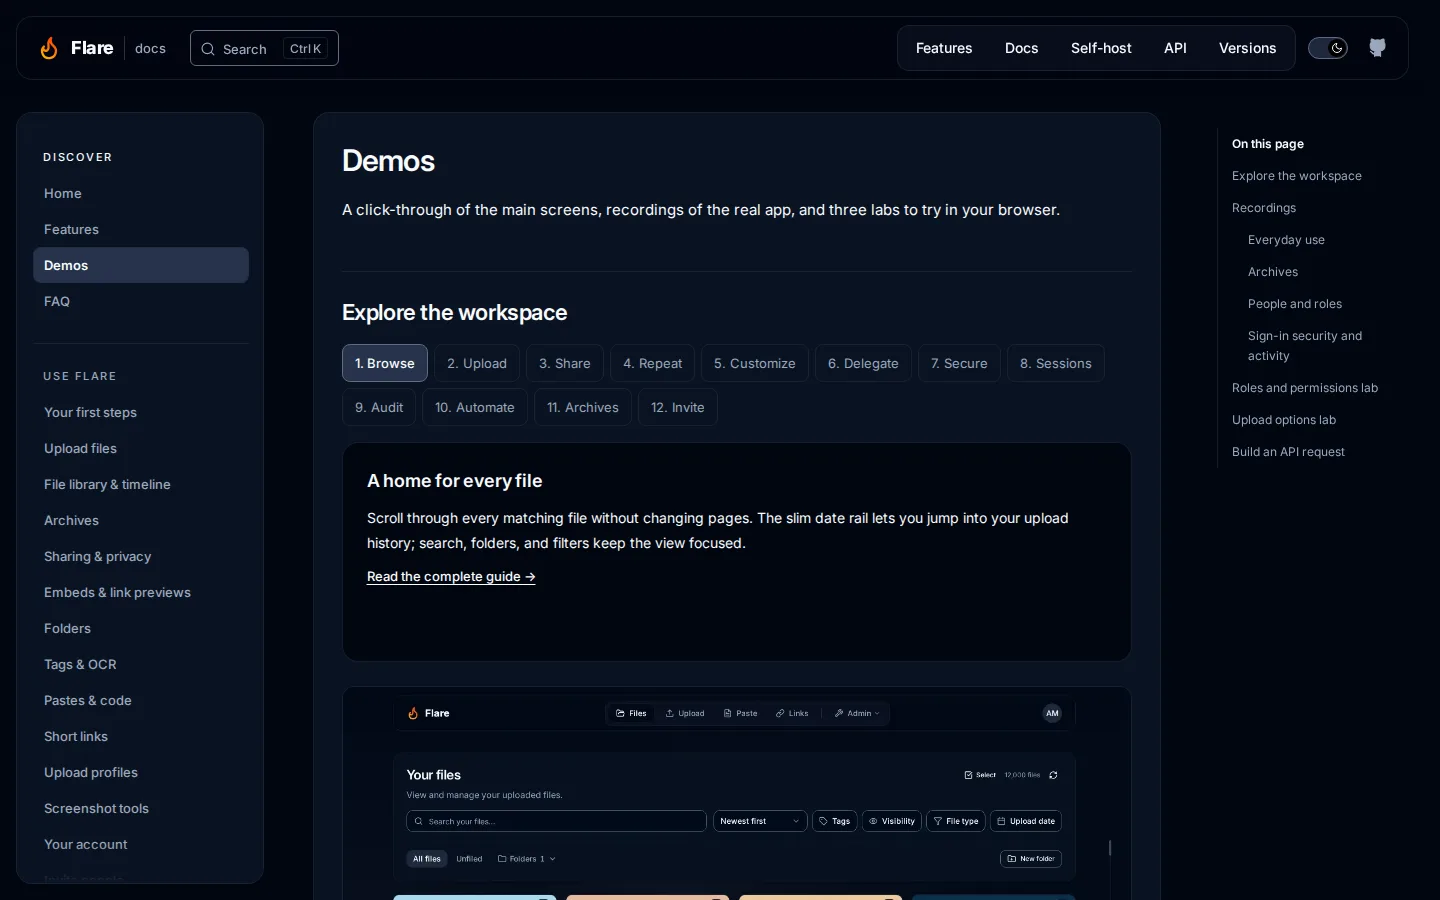 Flare
docs
Search
Ctrl K
Features
Docs
Self-host
API
Versions
DISCOVER
Home
Features
Demos
FAQ
USE FLARE
Your first steps
Upload files
File library & timeline
Archives
Sharing & privacy
Embeds & link previews
Folders
Tags & OCR
Pastes & code
Short links
Upload profiles
Screenshot tools
Your account
Demos
A click-through of the main screens, recordings of the real app, and three labs to try in your browser.
Explore the workspace
1. Browse
2. Upload
3. Share
4. Repeat
5. Customize
6. Delegate
7. Secure
8. Sessions
9. Audit
10. Automate
11. Archives
12. Invite
A home for every file
Scroll through every matching file without changing pages. The slim date rail lets you jump into your upload
history; search, folders, and filters keep the view focused.
Read the complete guide →
Flare
Files
Upload
Paste
Links
Admin
AM
Your files
Select
12,000 files
View and manage your uploaded files.
Search your files...
Newest first
Tags
Visibility
File type
Upload date
All files
Unfiled
Folders 1
New folder
On this page
Explore the workspace
Recordings
Everyday use
Archives
People and roles
Sign-in security and
activity
Roles and permissions lab
Upload options lab
Build an API request